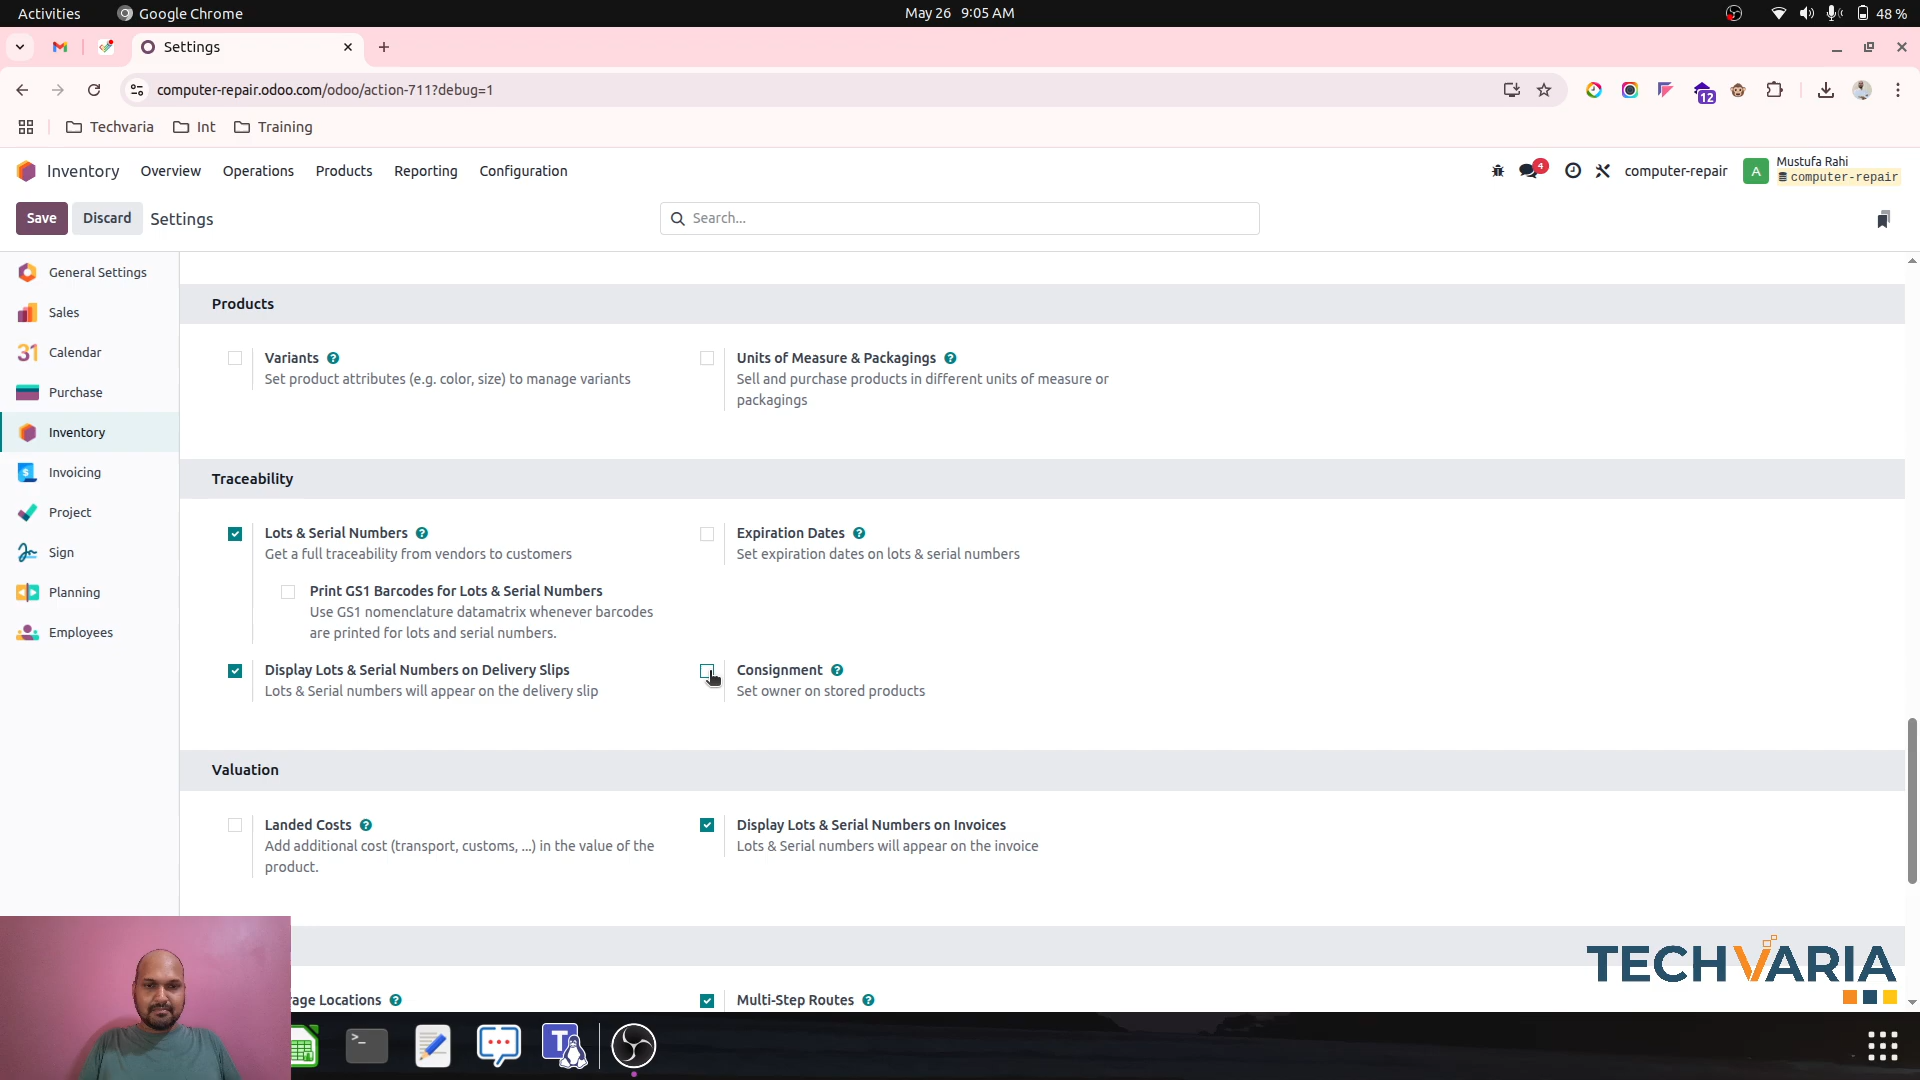 Activities
Google Chrome
May 26 9:05 AM
48 %
Settings
computer-repair.odoo.com/odoo/action-711?debug=1
12
Techvaria
Int
Training
Inventory
Overview
Operations
Products
Reporting
Configuration
4
computer-repair
A
Mustufa Rahi
computer-repair
Save
Discard
Settings
Search...
General Settings
Sales
31
Calendar
Purchase
Inventory
$
Invoicing
Project
Sign
Planning
Employees
Products
Variants ?
Set product attributes (e.g. color, size) to manage variants
Units of Measure & Packagings ?
Sell and purchase products in different units of measure or
packagings
Traceability
Lots & Serial Numbers ?
Get a full traceability from vendors to customers
Print GS1 Barcodes for Lots & Serial Numbers
Use GS1 nomenclature datamatrix whenever barcodes
are printed for lots and serial numbers.
Expiration Dates ?
Set expiration dates on lots & serial numbers
Display Lots & Serial Numbers on Delivery Slips
Lots & Serial numbers will appear on the delivery slip
Consignment ?
Set owner on stored products
Valuation
Landed Costs ?
Add additional cost (transport, customs, ...) in the value of the
product.
Display Lots & Serial Numbers on Invoices
Lots & Serial numbers will appear on the invoice
rage Locations ?
Multi-Step Routes ?
TECHVARIA
>_
T